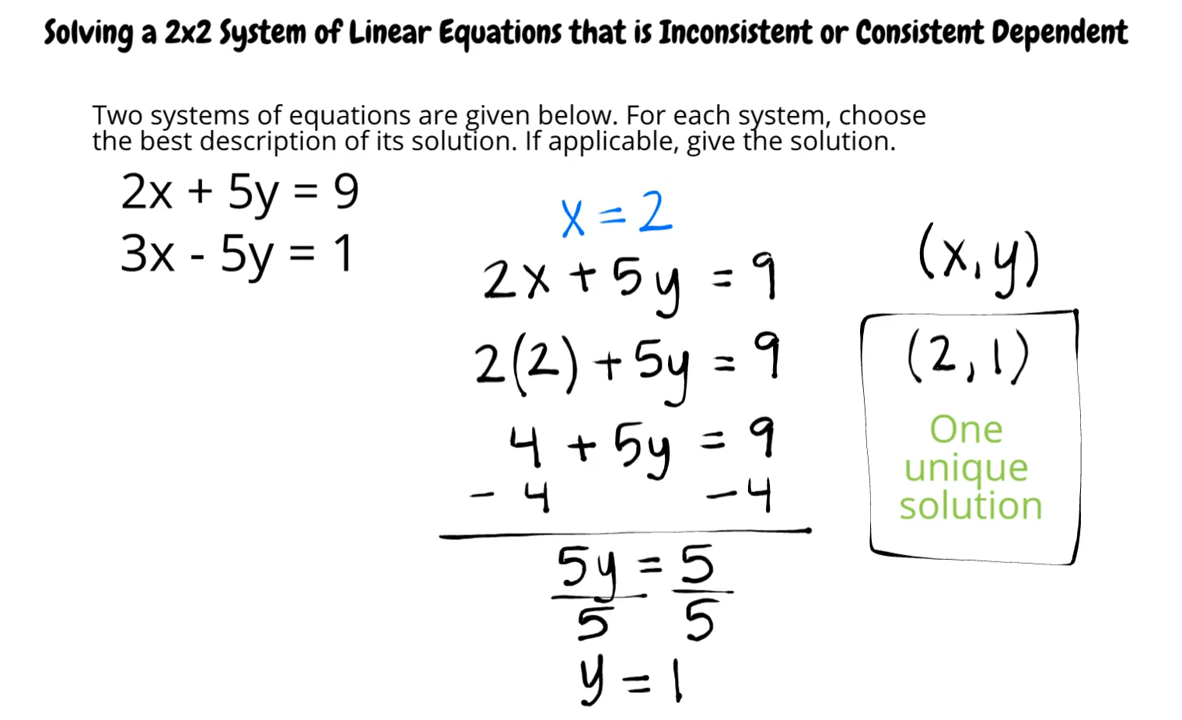 Solving a 2x2 System of Linear Equations that is Inconsistent or Consistent Dependent
Two systems of equations are given below. For each system, choose
the best description of its solution. If applicable, give the solution.
2x + 5y = 9
3x - 5y = 1
x = 2
2x + 5y = 9
2(2) + 5y = 9
4 + 5y = 9
- 4 -4
5y = 5
5 5
y = 1
(x, y)
(2, 1)
One
unique
solution